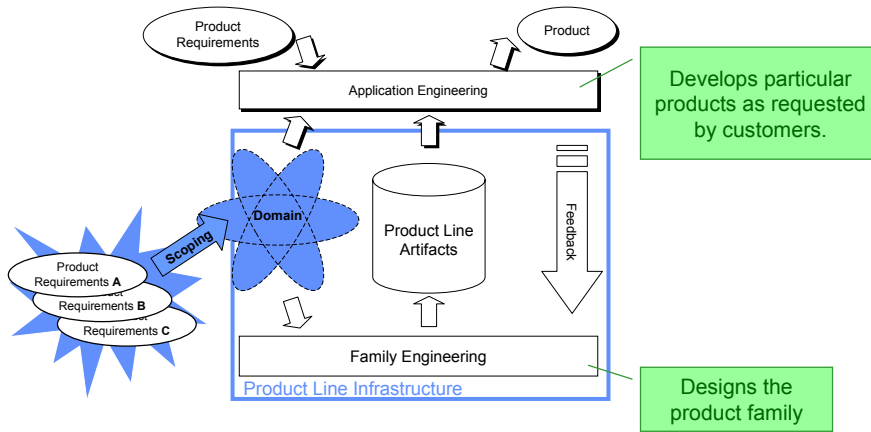 Product
Requirements
Product
Application Engineering
Develops particular
products as requested
by customers.
Domain
Scoping
Product Line
Artifacts
Feedback
Product
Requirements A
Requirements B
Requirements C
Family Engineering
Product Line Infrastructure
Designs the
product family